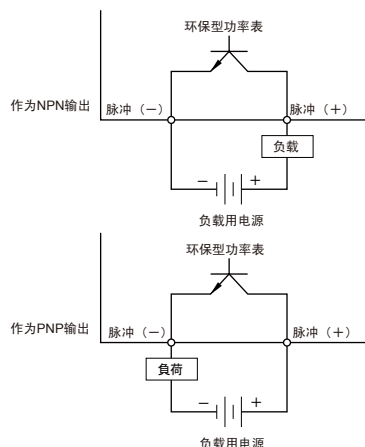 环保型功率表
作为NPN输出
脉冲（－）
脉冲（＋）
负载
－
＋
负载用电源
环保型功率表
作为PNP输出
脉冲（－）
脉冲（＋）
負荷
－
＋
负载用电源